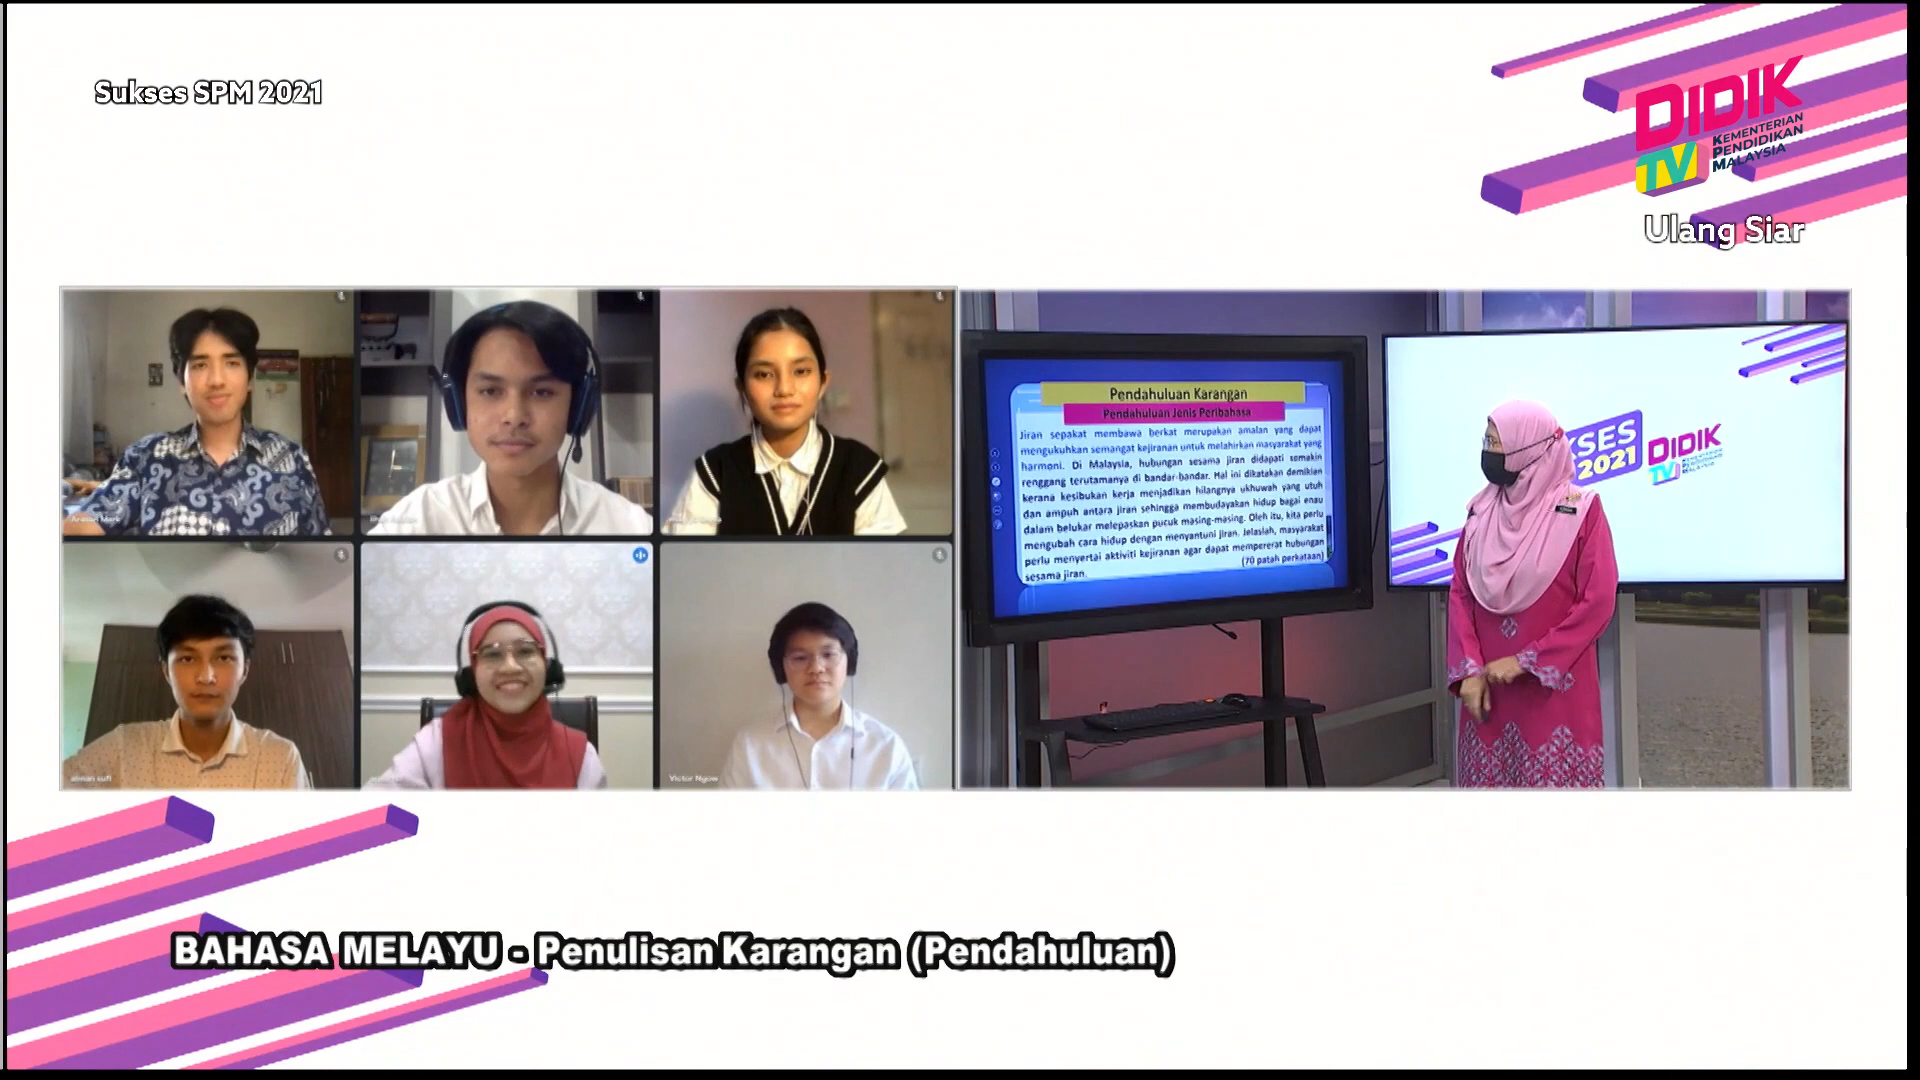 Sukses SPM 2021
DIDIK
TV
KEMENTERIAN
PENDIDIKAN
MALAYSIA
Ulang Siar
Pendahuluan Karangan
Pendahuluan Jenis Peribahasa
Jiran sepakat membawa berkat merupakan amalan yang dapat
mengukuhkan semangat kejiranan untuk melahirkan masyarakat yang
harmoni. Di Malaysia, hubungan sesama jiran didapati semakin
renggang terutamanya di bandar-bandar. Hal ini dikatakan demikian
kerana kesibukan kerja menjadikan hilangnya ukhuwah yang utuh
dan ampuh antara jiran sehingga membudayakan hidup bagai enau
dalam belukar melepaskan pucuk masing-masing. Oleh itu, kita perlu
mengubah cara hidup dengan menyantuni jiran. Jelaslah, masyarakat
perlu menyertai aktiviti kejiranan agar dapat mempererat hubungan
sesama jiran. (70 patah perkataan)
KSES
2021
DIDIK
TV
aiman sufi
Victor Ngow
BAHASA MELAYU - Penulisan Karangan (Pendahuluan)